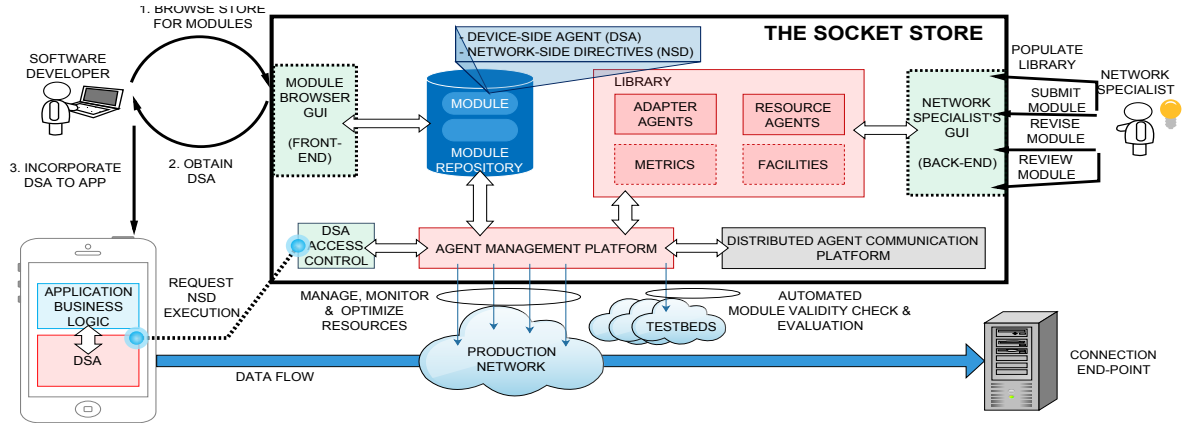 1. BROWSE STORE
FOR MODULES
SOFTWARE
DEVELOPER
2. OBTAIN
DSA
3. INCORPORATE
DSA TO APP
THE SOCKET STORE
- DEVICE-SIDE AGENT (DSA)
- NETWORK-SIDE DIRECTIVES (NSD)
MODULE
BROWSER
GUI
(FRONT-
END)
MODULE
MODULE
REPOSITORY
LIBRARY
ADAPTER
AGENTS
RESOURCE
AGENTS
METRICS
FACILITIES
NETWORK
SPECIALIST'S
GUI
(BACK-END)
POPULATE
LIBRARY
SUBMIT
MODULE
REVISE
MODULE
REVIEW
MODULE
NETWORK
SPECIALIST
DSA
ACCESS
CONTROL
AGENT MANAGEMENT PLATFORM
DISTRIBUTED AGENT COMMUNICATION
PLATFORM
APPLICATION
BUSINESS
LOGIC
DSA
REQUEST
NSD
EXECUTION
MANAGE, MONITOR
& OPTIMIZE
RESOURCES
PRODUCTION
NETWORK
TESTBEDS
AUTOMATED
MODULE VALIDITY CHECK &
EVALUATION
DATA FLOW
CONNECTION
END-POINT